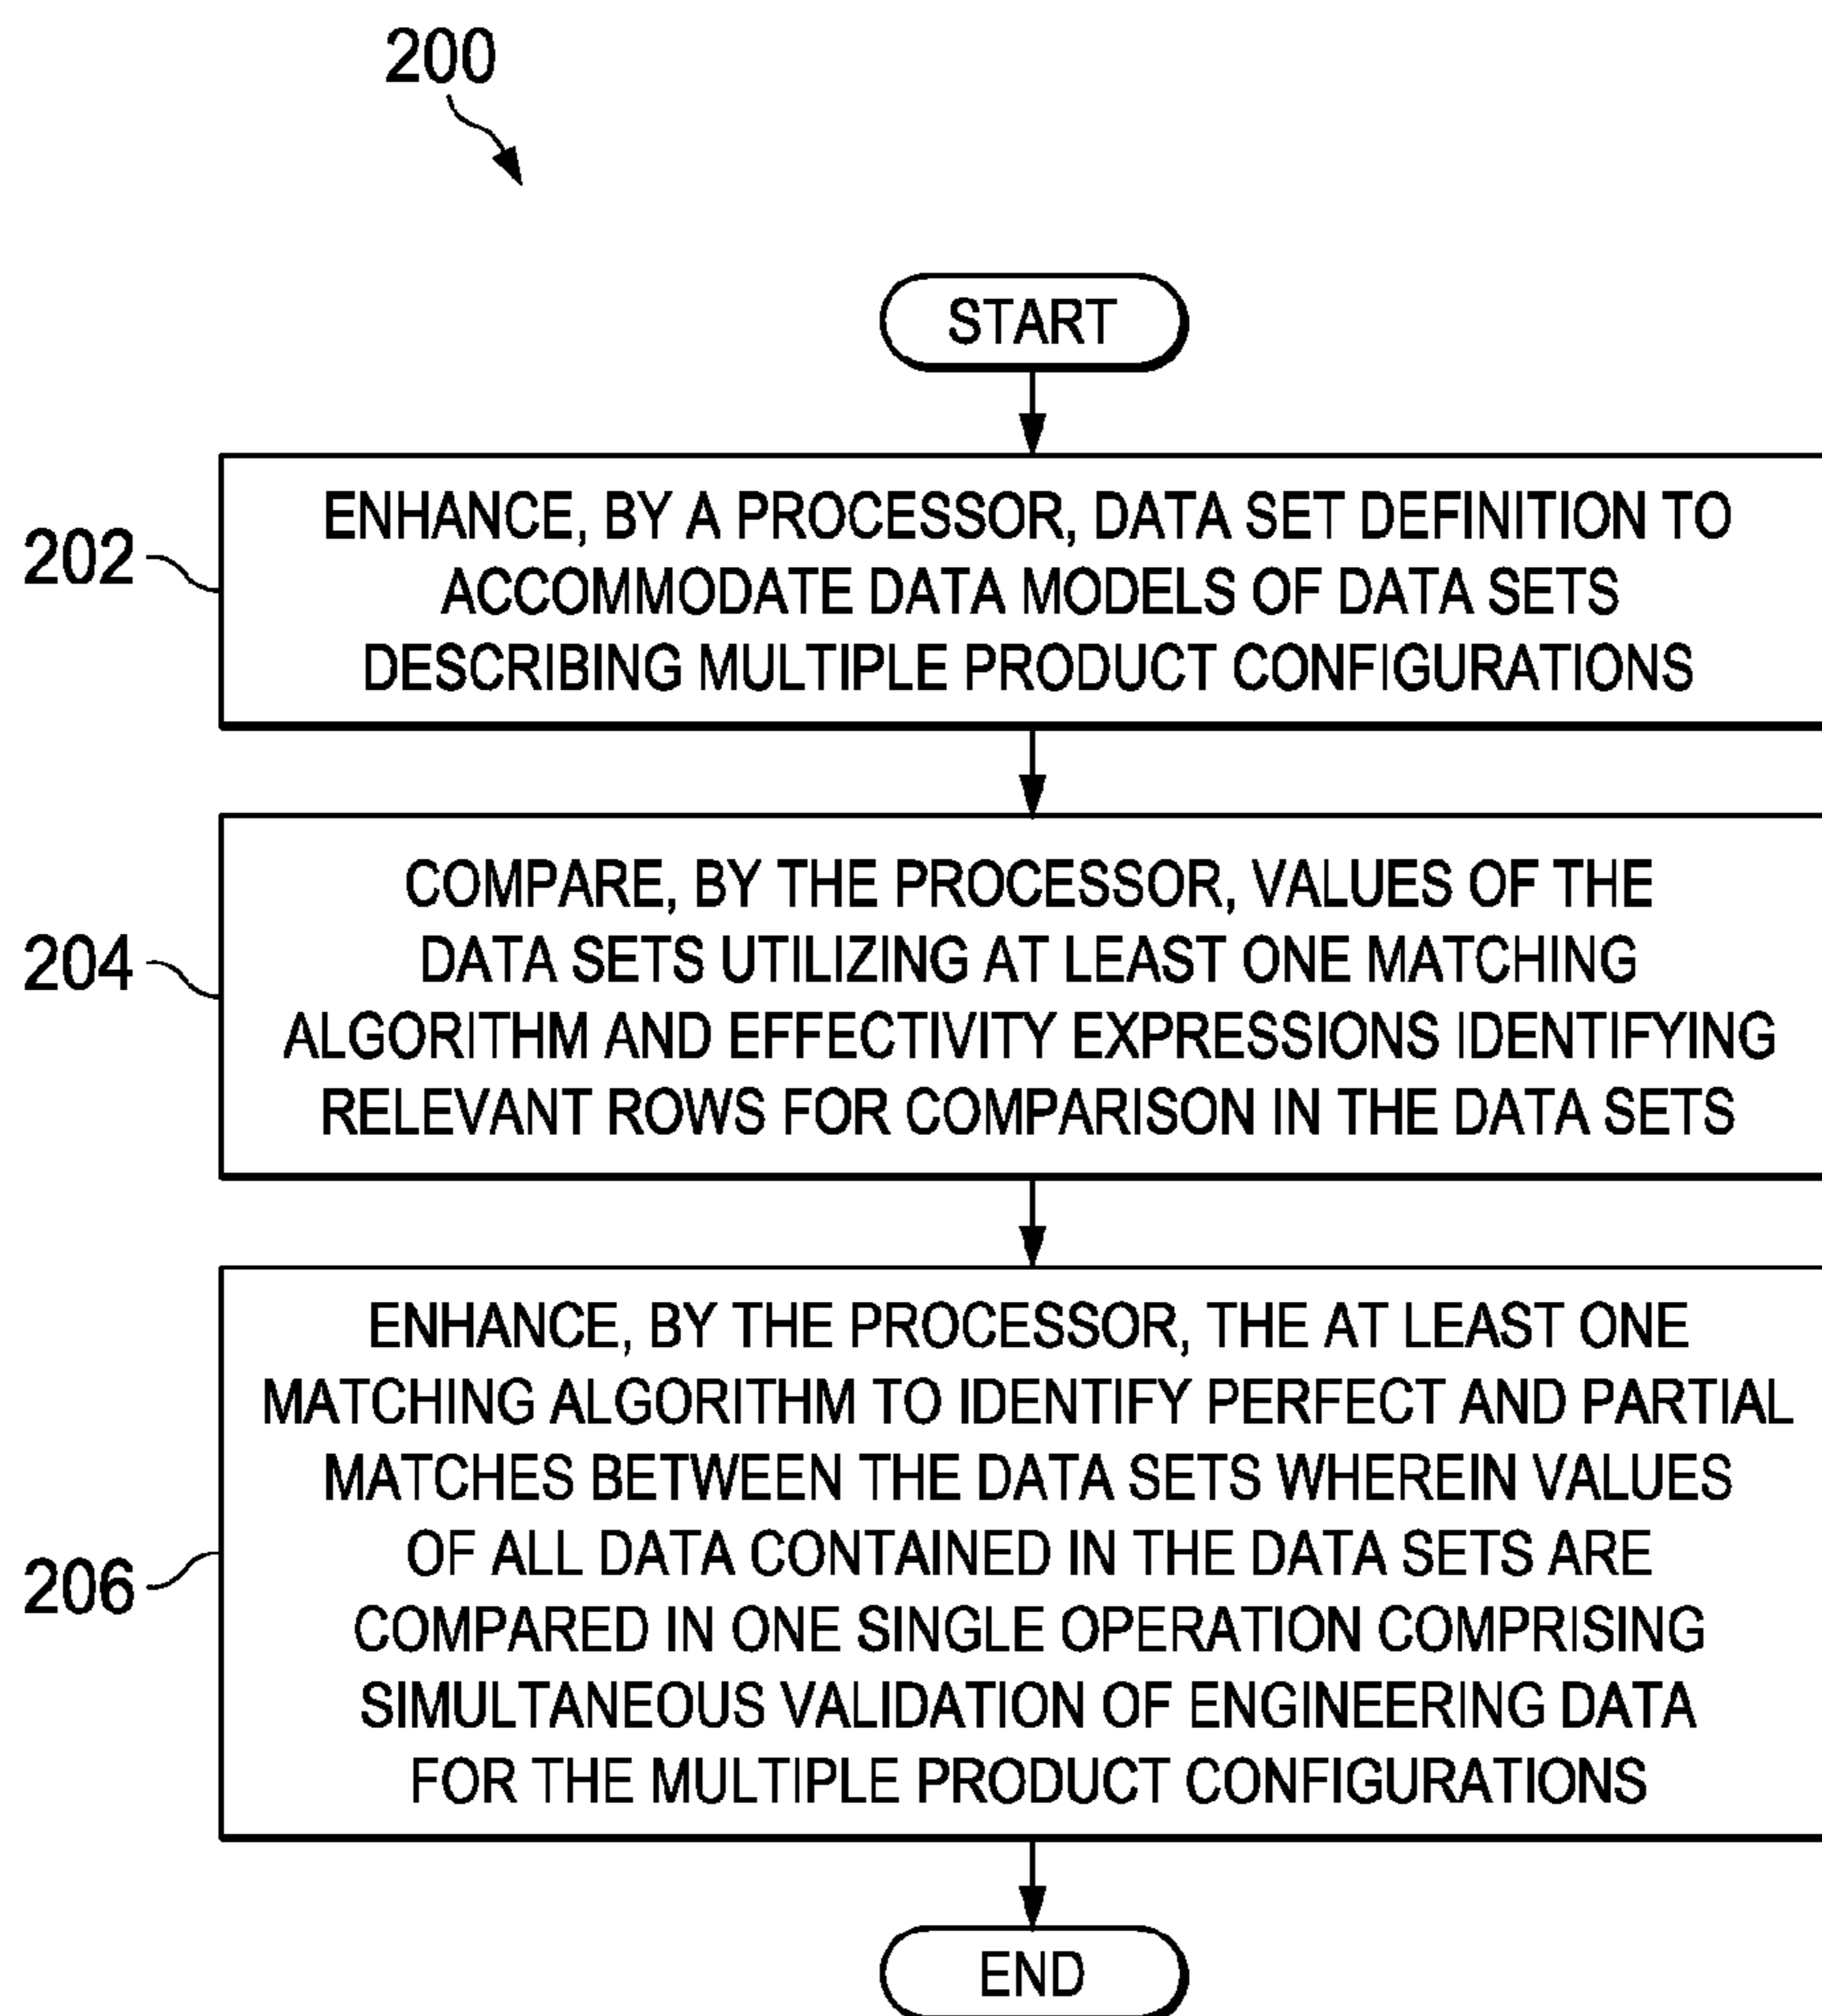 200
START
202
ENHANCE, BY A PROCESSOR, DATA SET DEFINITION TO
ACCOMMODATE DATA MODELS OF DATA SETS
DESCRIBING MULTIPLE PRODUCT CONFIGURATIONS
204
COMPARE, BY THE PROCESSOR, VALUES OF THE
DATA SETS UTILIZING AT LEAST ONE MATCHING
ALGORITHM AND EFFECTIVITY EXPRESSIONS IDENTIFYING
RELEVANT ROWS FOR COMPARISON IN THE DATA SETS
206
ENHANCE, BY THE PROCESSOR, THE AT LEAST ONE
MATCHING ALGORITHM TO IDENTIFY PERFECT AND PARTIAL
MATCHES BETWEEN THE DATA SETS WHEREIN VALUES
OF ALL DATA CONTAINED IN THE DATA SETS ARE
COMPARED IN ONE SINGLE OPERATION COMPRISING
SIMULTANEOUS VALIDATION OF ENGINEERING DATA
FOR THE MULTIPLE PRODUCT CONFIGURATIONS
END